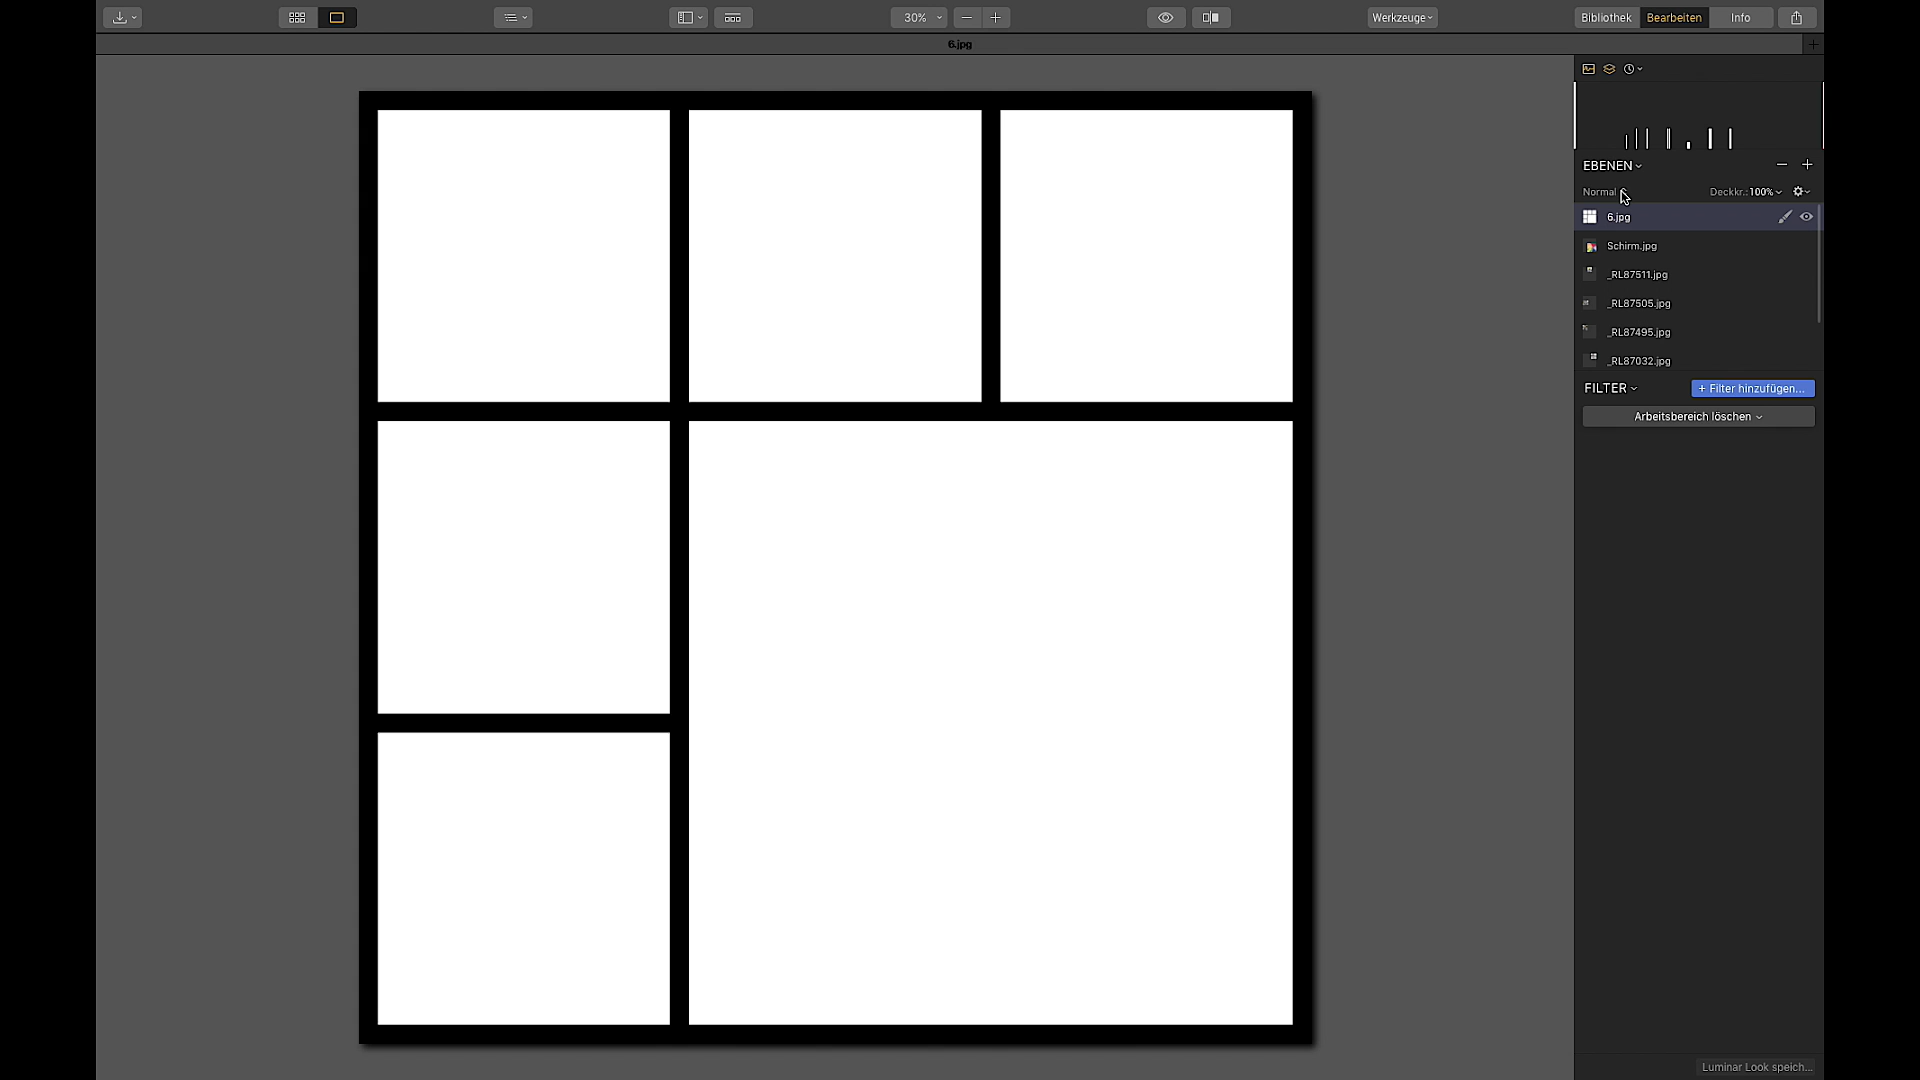 30%
Werkzeuge
Bibliothek
Bearbeiten
Info
6.jpg
EBENEN
Normal
Deckkr.: 100%
6.jpg
Schirm.jpg
_RL87511.jpg
_RL87505.jpg
_RL87495.jpg
_RL87032.jpg
FILTER
+ Filter hinzufügen...
Arbeitsbereich löschen
Luminar Look speich...